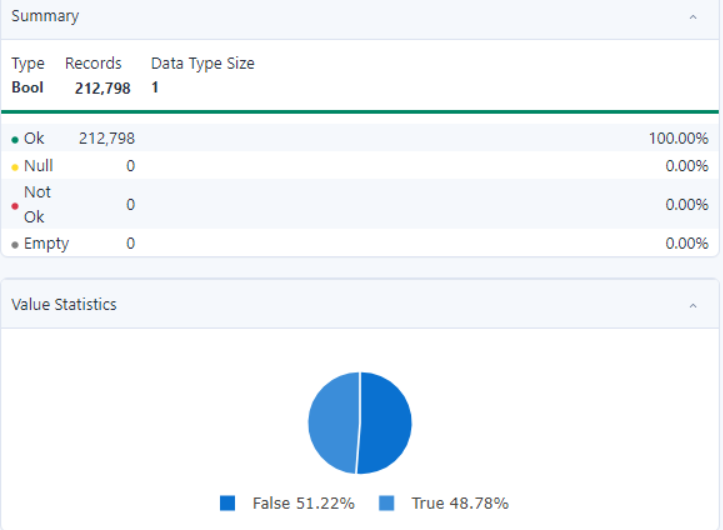 Summary
Type Records Data Type Size
Bool 212,798 1
Ok 212,798 100.00%
Null 0 0.00%
Not
Ok 0 0.00%
Empty 0 0.00%
Value Statistics
False 51.22% True 48.78%